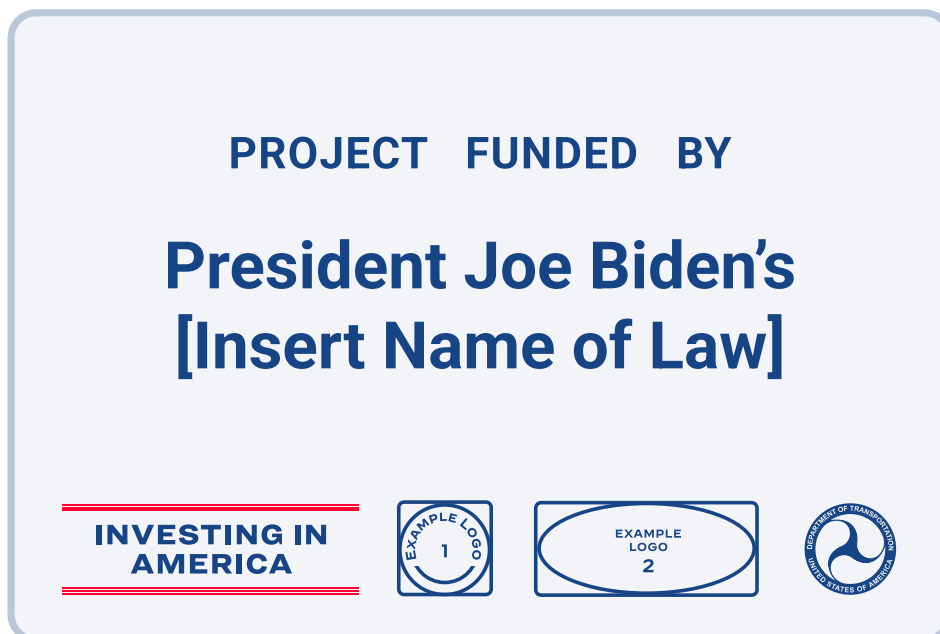 PROJECT FUNDED BY
President Joe Biden’s
[Insert Name of Law]
INVESTING IN
AMERICA
EXAMPLE LOGO
1
EXAMPLE
LOGO
2
DEPARTMENT OF TRANSPORTATION
UNITED STATES OF AMERICA